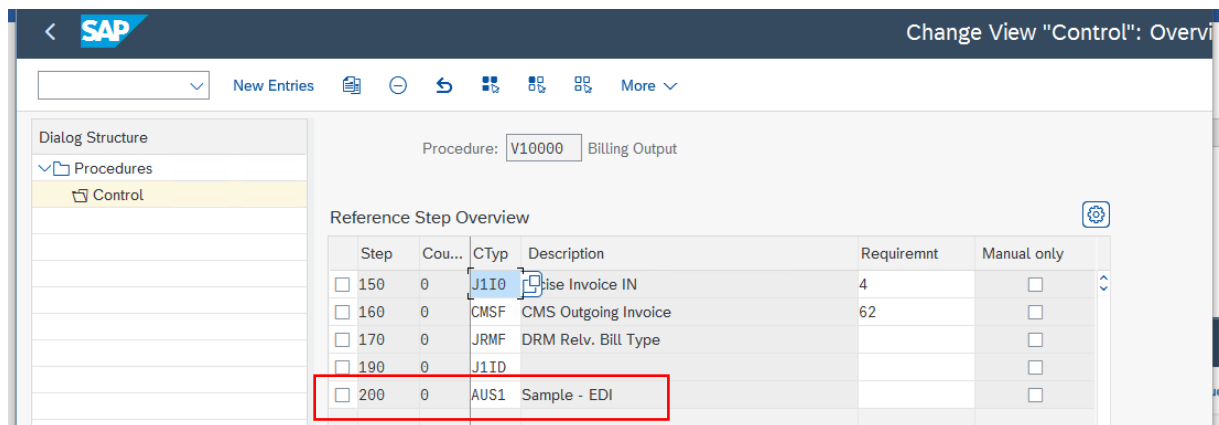 SAP
Change View "Control": Overvi
New Entries
More
Dialog Structure
Procedures
Control
Procedure: V10000 Billing Output
Reference Step Overview
Step Cou... CTyp Description Requiremnt Manual only
150 0 J1I0 cise Invoice IN 4
160 0 CMSF CMS Outgoing Invoice 62
170 0 JRMF DRM Relv. Bill Type
190 0 J1ID
200 0 AUS1 Sample - EDI